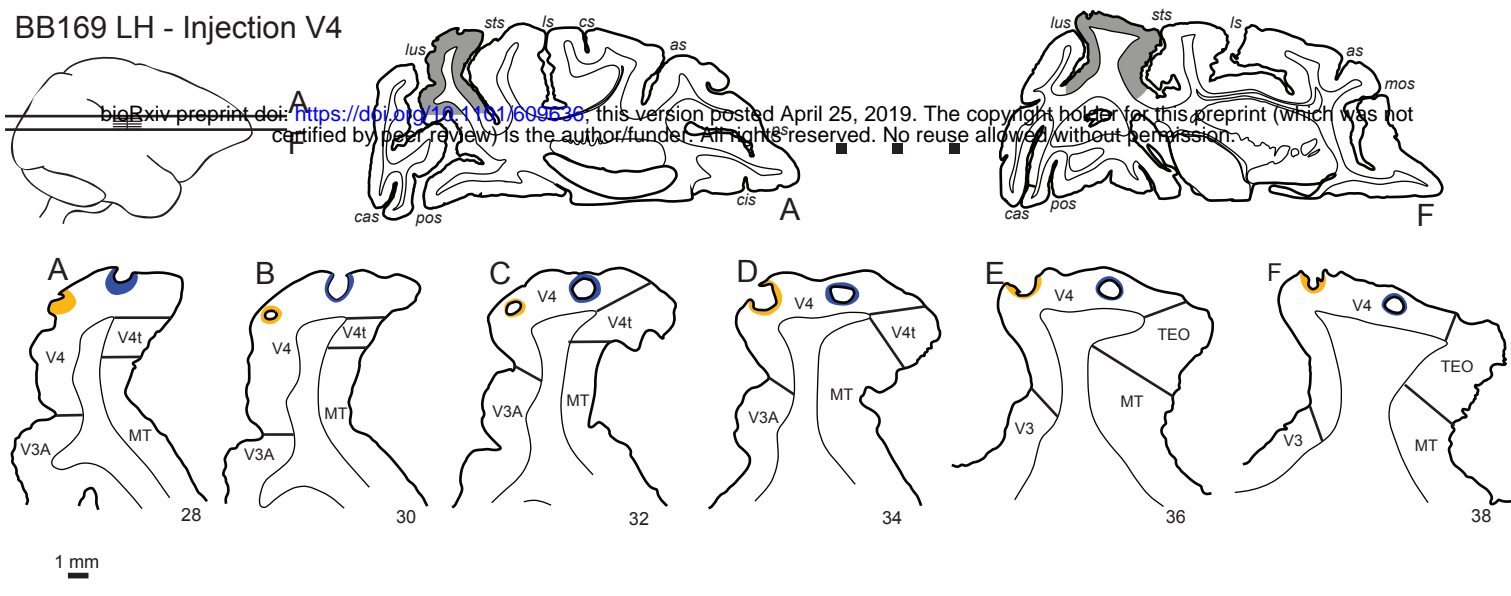 BB169 LH - Injection V4
A
F
lus
sts
ls
cs
as
as
cas
pos
cis
A
lus
sts
ls
as
mos
cas
pos
F
bioRxiv preprint doi: https://doi.org/10.1101/609636; this version posted April 25, 2019. The copyright holder for this preprint (which was not
certified by peer review) is the author/funder. All rights reserved. No reuse allowed without permission.
A
V4
V4t
V3A
MT
28
B
V4
V4t
V3A
MT
30
C
V4
V4t
V3A
MT
32
D
V4
V4t
V3A
MT
34
E
V4
TEO
V3
MT
36
F
V4
TEO
V3
MT
38
1 mm